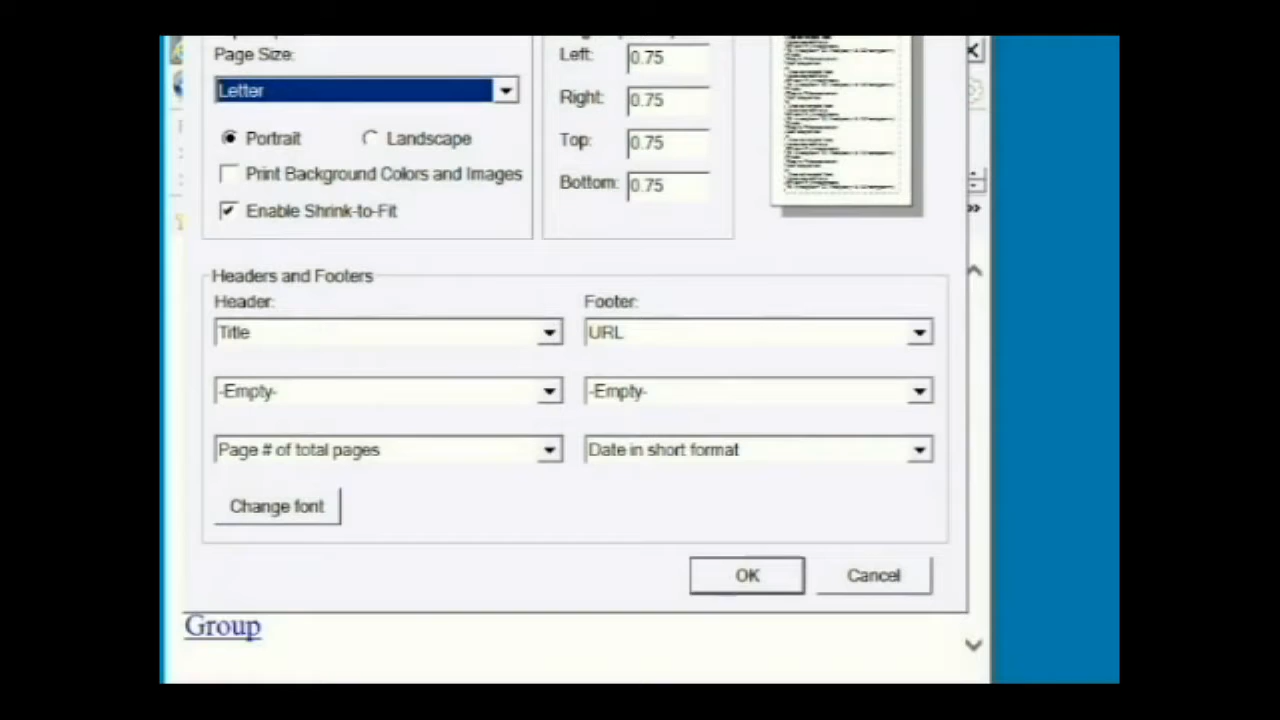 Page Size:
Letter
Portrait
Landscape
Print Background Colors and Images
Enable Shrink-to-Fit
Left: 0.75
Right: 0.75
Top: 0.75
Bottom: 0.75
Headers and Footers
Header:
Footer:
Title
URL
-Empty-
-Empty-
Page # of total pages
Date in short format
Change font
OK
Cancel
Group